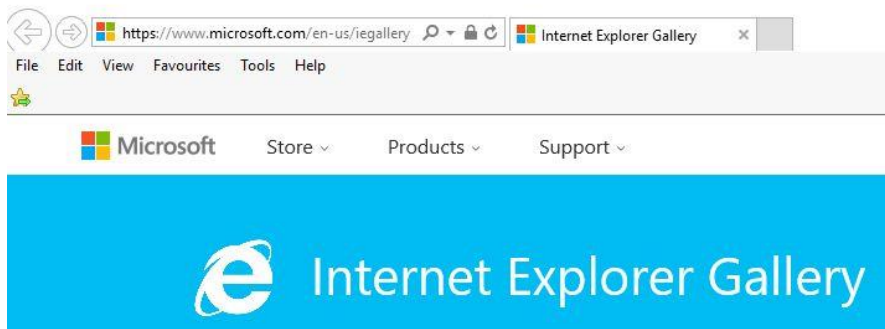 https://www.microsoft.com/en-us/iegallery Internet Explorer Gallery
File Edit View Favourites Tools Help
Microsoft Store Products Support
Internet Explorer Gallery